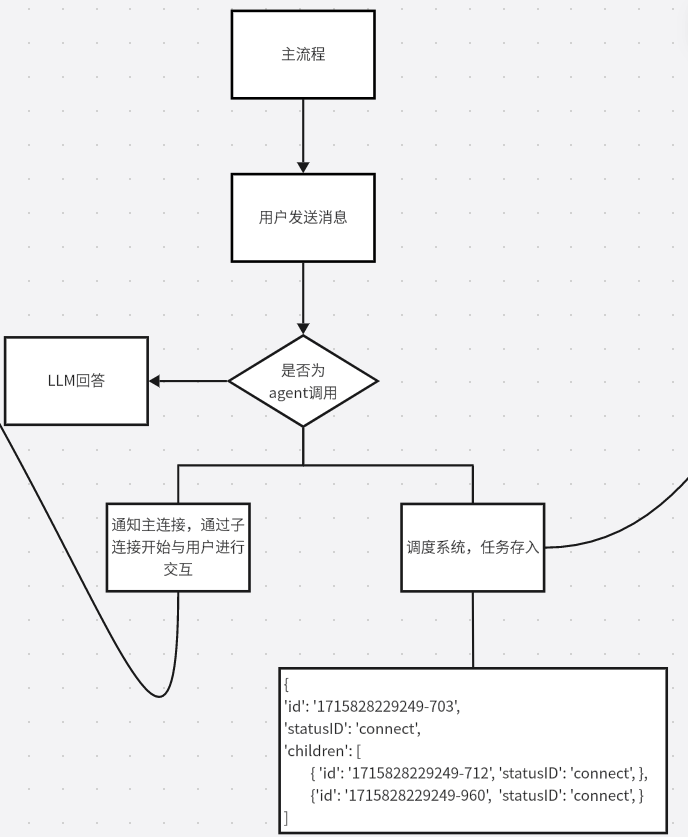 主流程
用户发送消息
是否为
agent调用
LLM回答
通知主连接，通过子
连接开始与用户进行
交互
调度系统，任务存入
{
'id': '1715828229249-703',
'statusID': 'connect',
'children': [
{ 'id': '1715828229249-712', 'statusID': 'connect', },
{'id': '1715828229249-960',  'statusID': 'connect', }
]